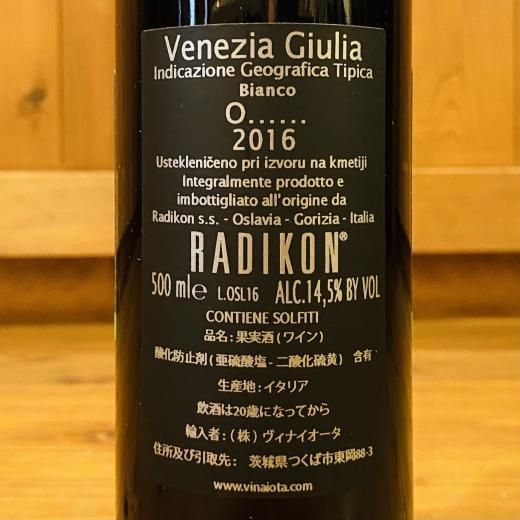 Venezia Giulia
Indicazione Geografica Tipica
Bianco
O......
2016
Ustekleničeno pri izvoru na kmetiji
Integralmente prodotto e
imbottigliato all'origine da
Radikon s.s. - Oslavia - Gorizia - Italia
RADIKON®
500 ml℮ L.OSL16 ALC.14,5% BY VOL
CONTIENE SOLFITI
品名:果実酒(ワイン)
酸化防止剤(亜硫酸塩-二酸化硫黄) 含有
生産地:イタリア
飲酒は20歳になってから
輸入者:(株)ヴィナイオータ
住所及び引取先: 茨城県つくば市東岡88-3
www.vinaiota.com